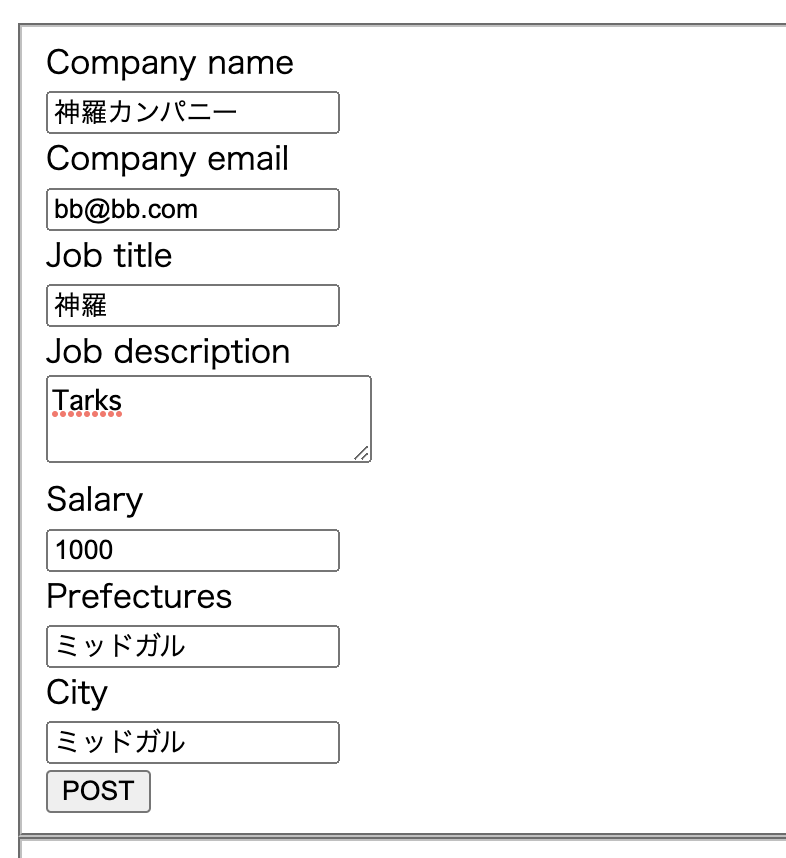 Company name
神羅カンパニー
Company email
bb@bb.com
Job title
神羅
Job description
Tarks
Salary
1000
Prefectures
ミッドガル
City
ミッドガル
POST